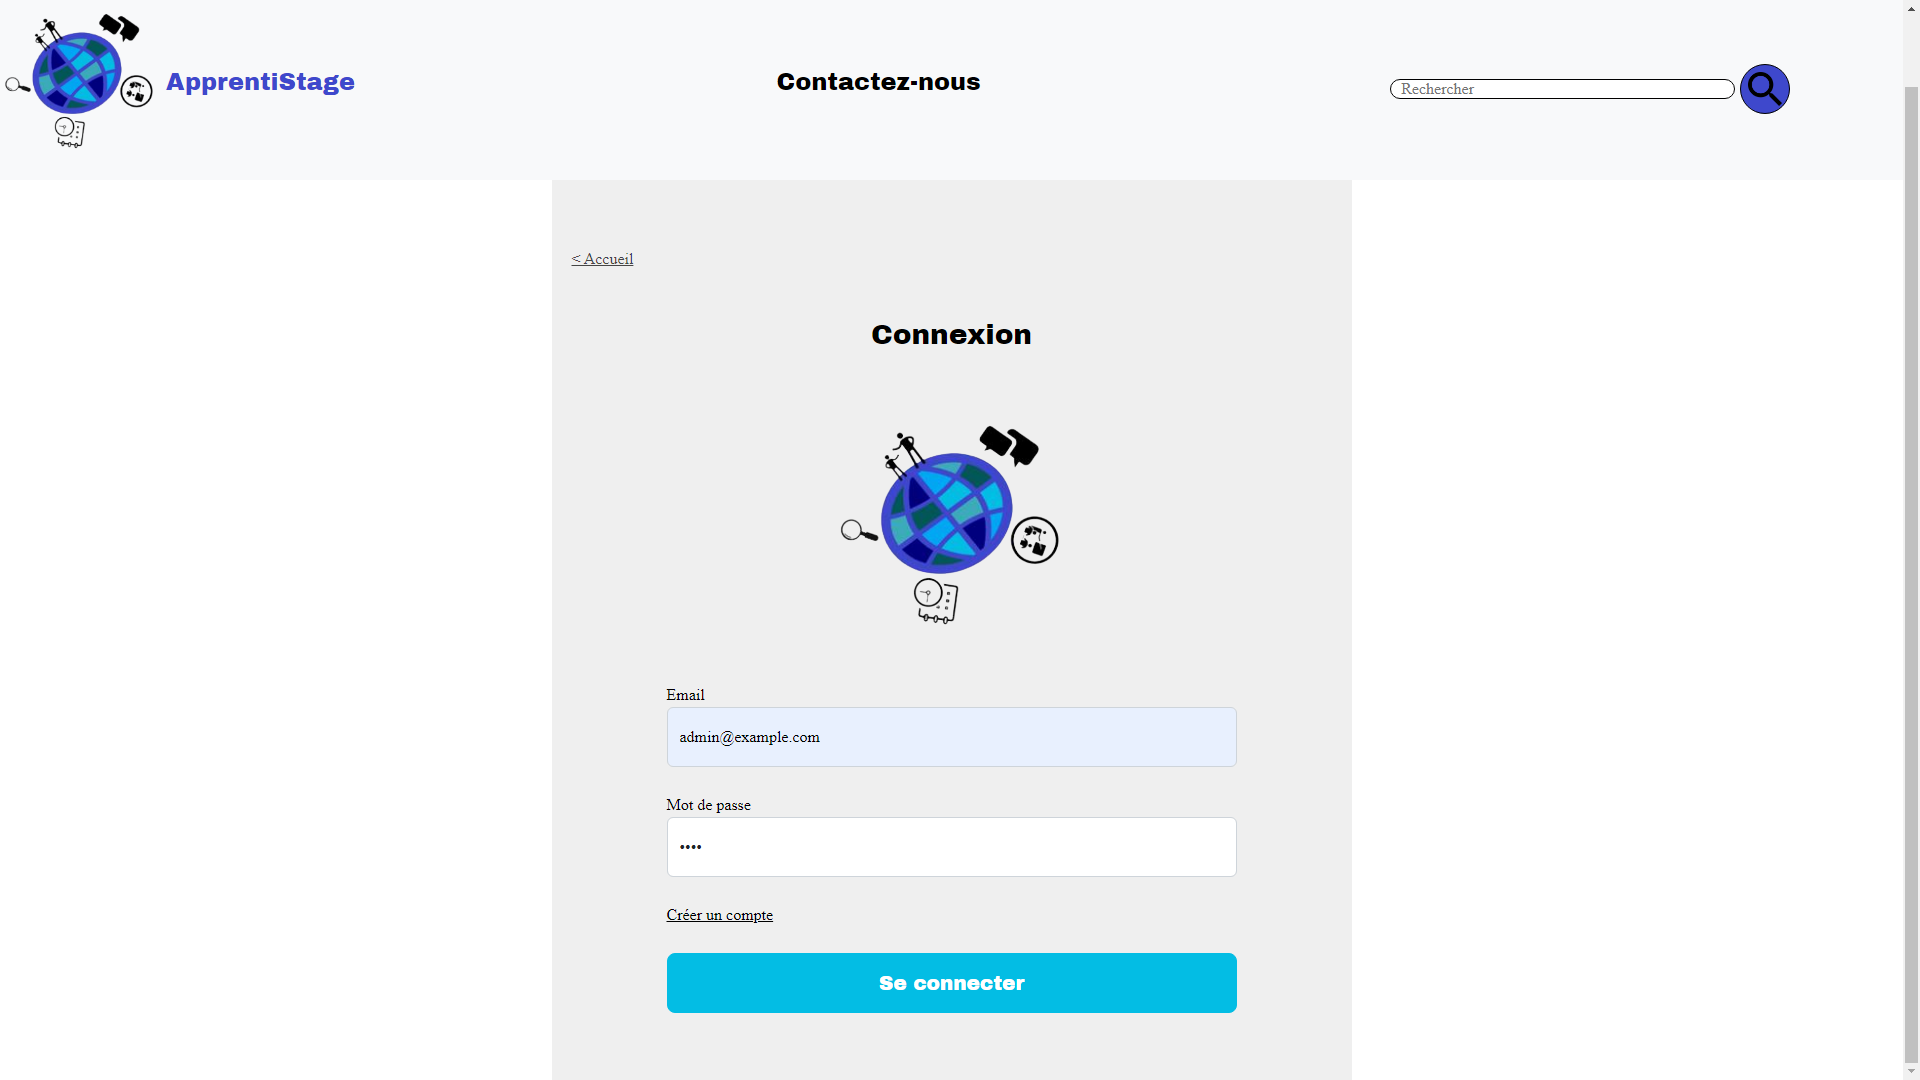 ApprentiStage
Contactez-nous
Rechercher
< Accueil
Connexion
Email
admin@example.com
Mot de passe
••••
Créer un compte
Se connecter